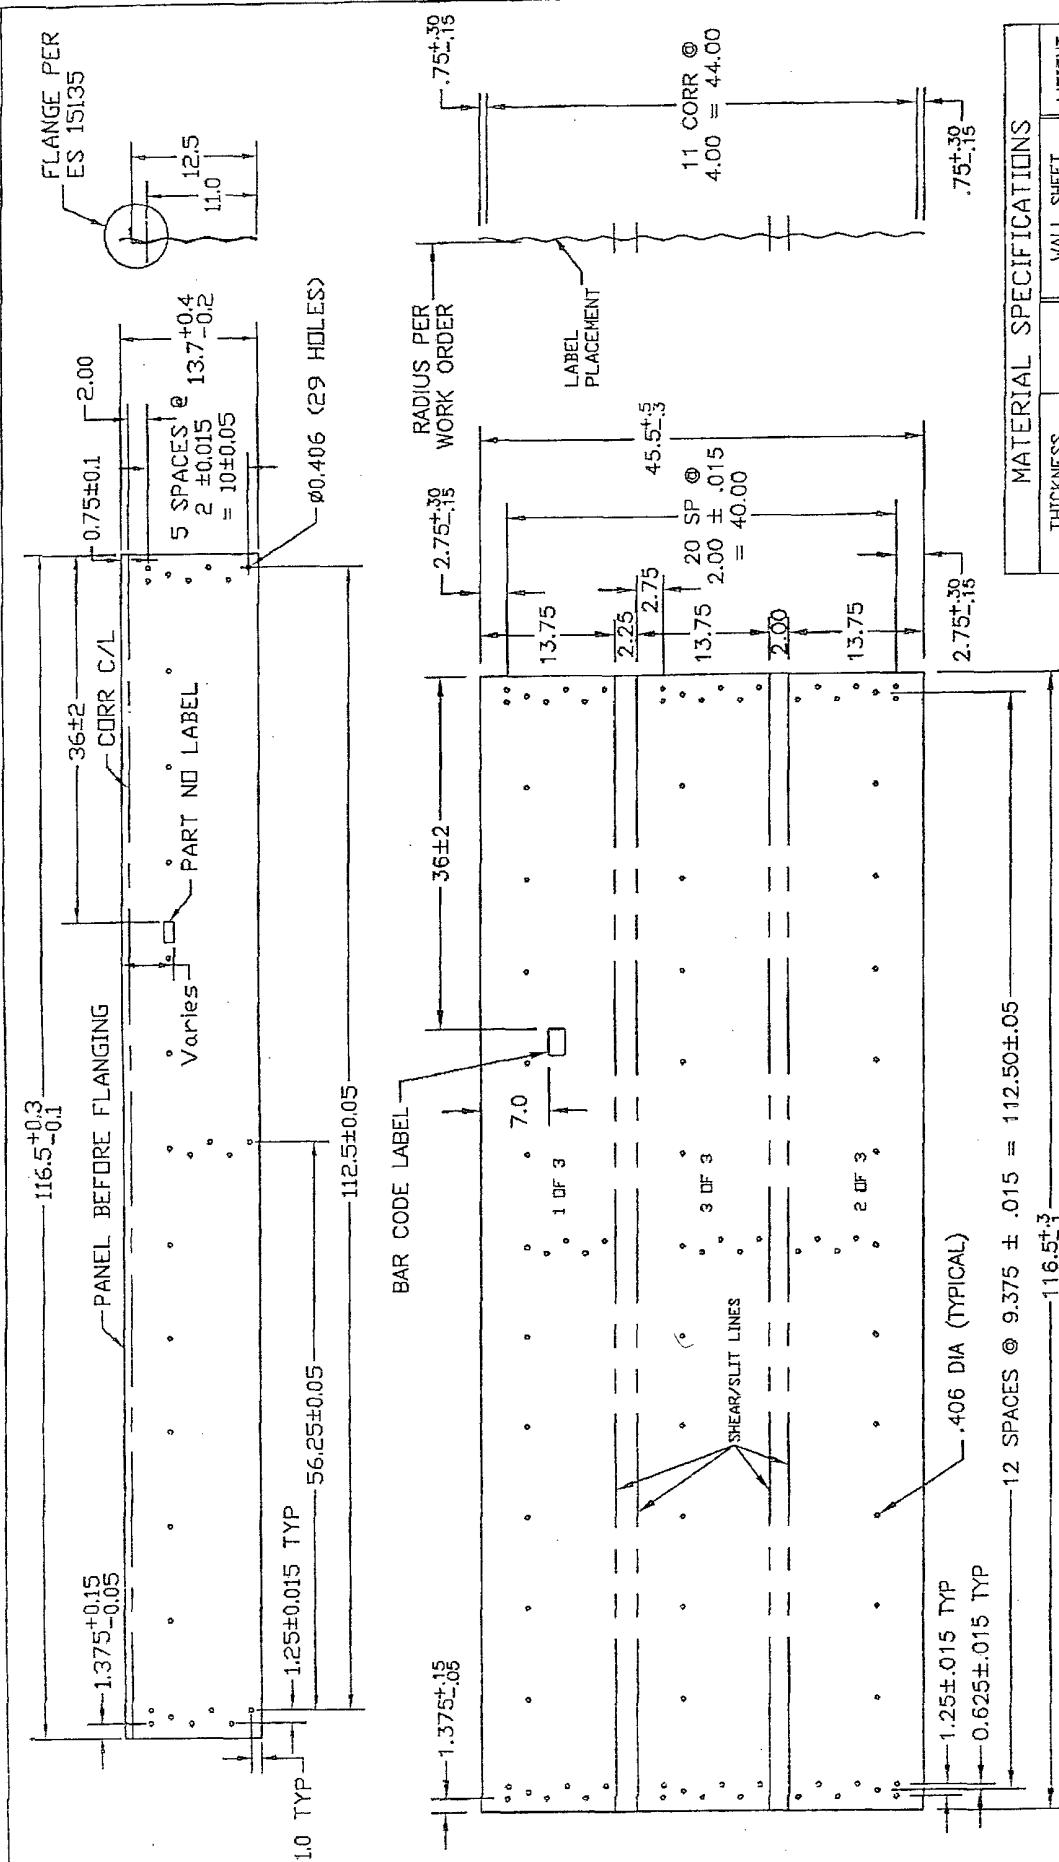 FLANGE PER
ES 15135
12.5
11.0
116.5+0.3
-0.1
36±2
PANEL BEFORE FLANGING
CORR C/L
0.75±0.1
2.00
5 SPACES @
2 ±0.015
= 10±0.05
13.7+0.4
-0.2
ø0.406 (29 HOLES)
PART NO LABEL
Varies
1.375+0.15
-0.05
1.0 TYP
1.25±0.015 TYP
56.25±0.05
112.5±0.05
.75+.30
-.15
11 CORR @
4.00 = 44.00
.75+.30
-.15
RADIUS PER
WORK ORDER
LABEL
PLACEMENT
2.75+.30
-.15
45.5+.5
-.3
20 SP @
2.00 ± .015
= 40.00
13.75
2.25
2.75
13.75
2.00
13.75
2.75+.30
-.15
36±2
BAR CODE LABEL
7.0
1 OF 3
3 OF 3
2 OF 3
SHEAR/SLIT LINES
.406 DIA (TYPICAL)
1.375+.15
-.05
1.25±.015 TYP
0.625±.015 TYP
12 SPACES @ 9.375 ± .015 = 112.50±.05
116.5+.3
MATERIAL SPECIFICATIONS
THICKNESS
WALL SHEET